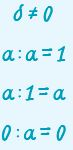 δ ≠ 0
a : a = 1
a : 1 = a
0 : a = 0